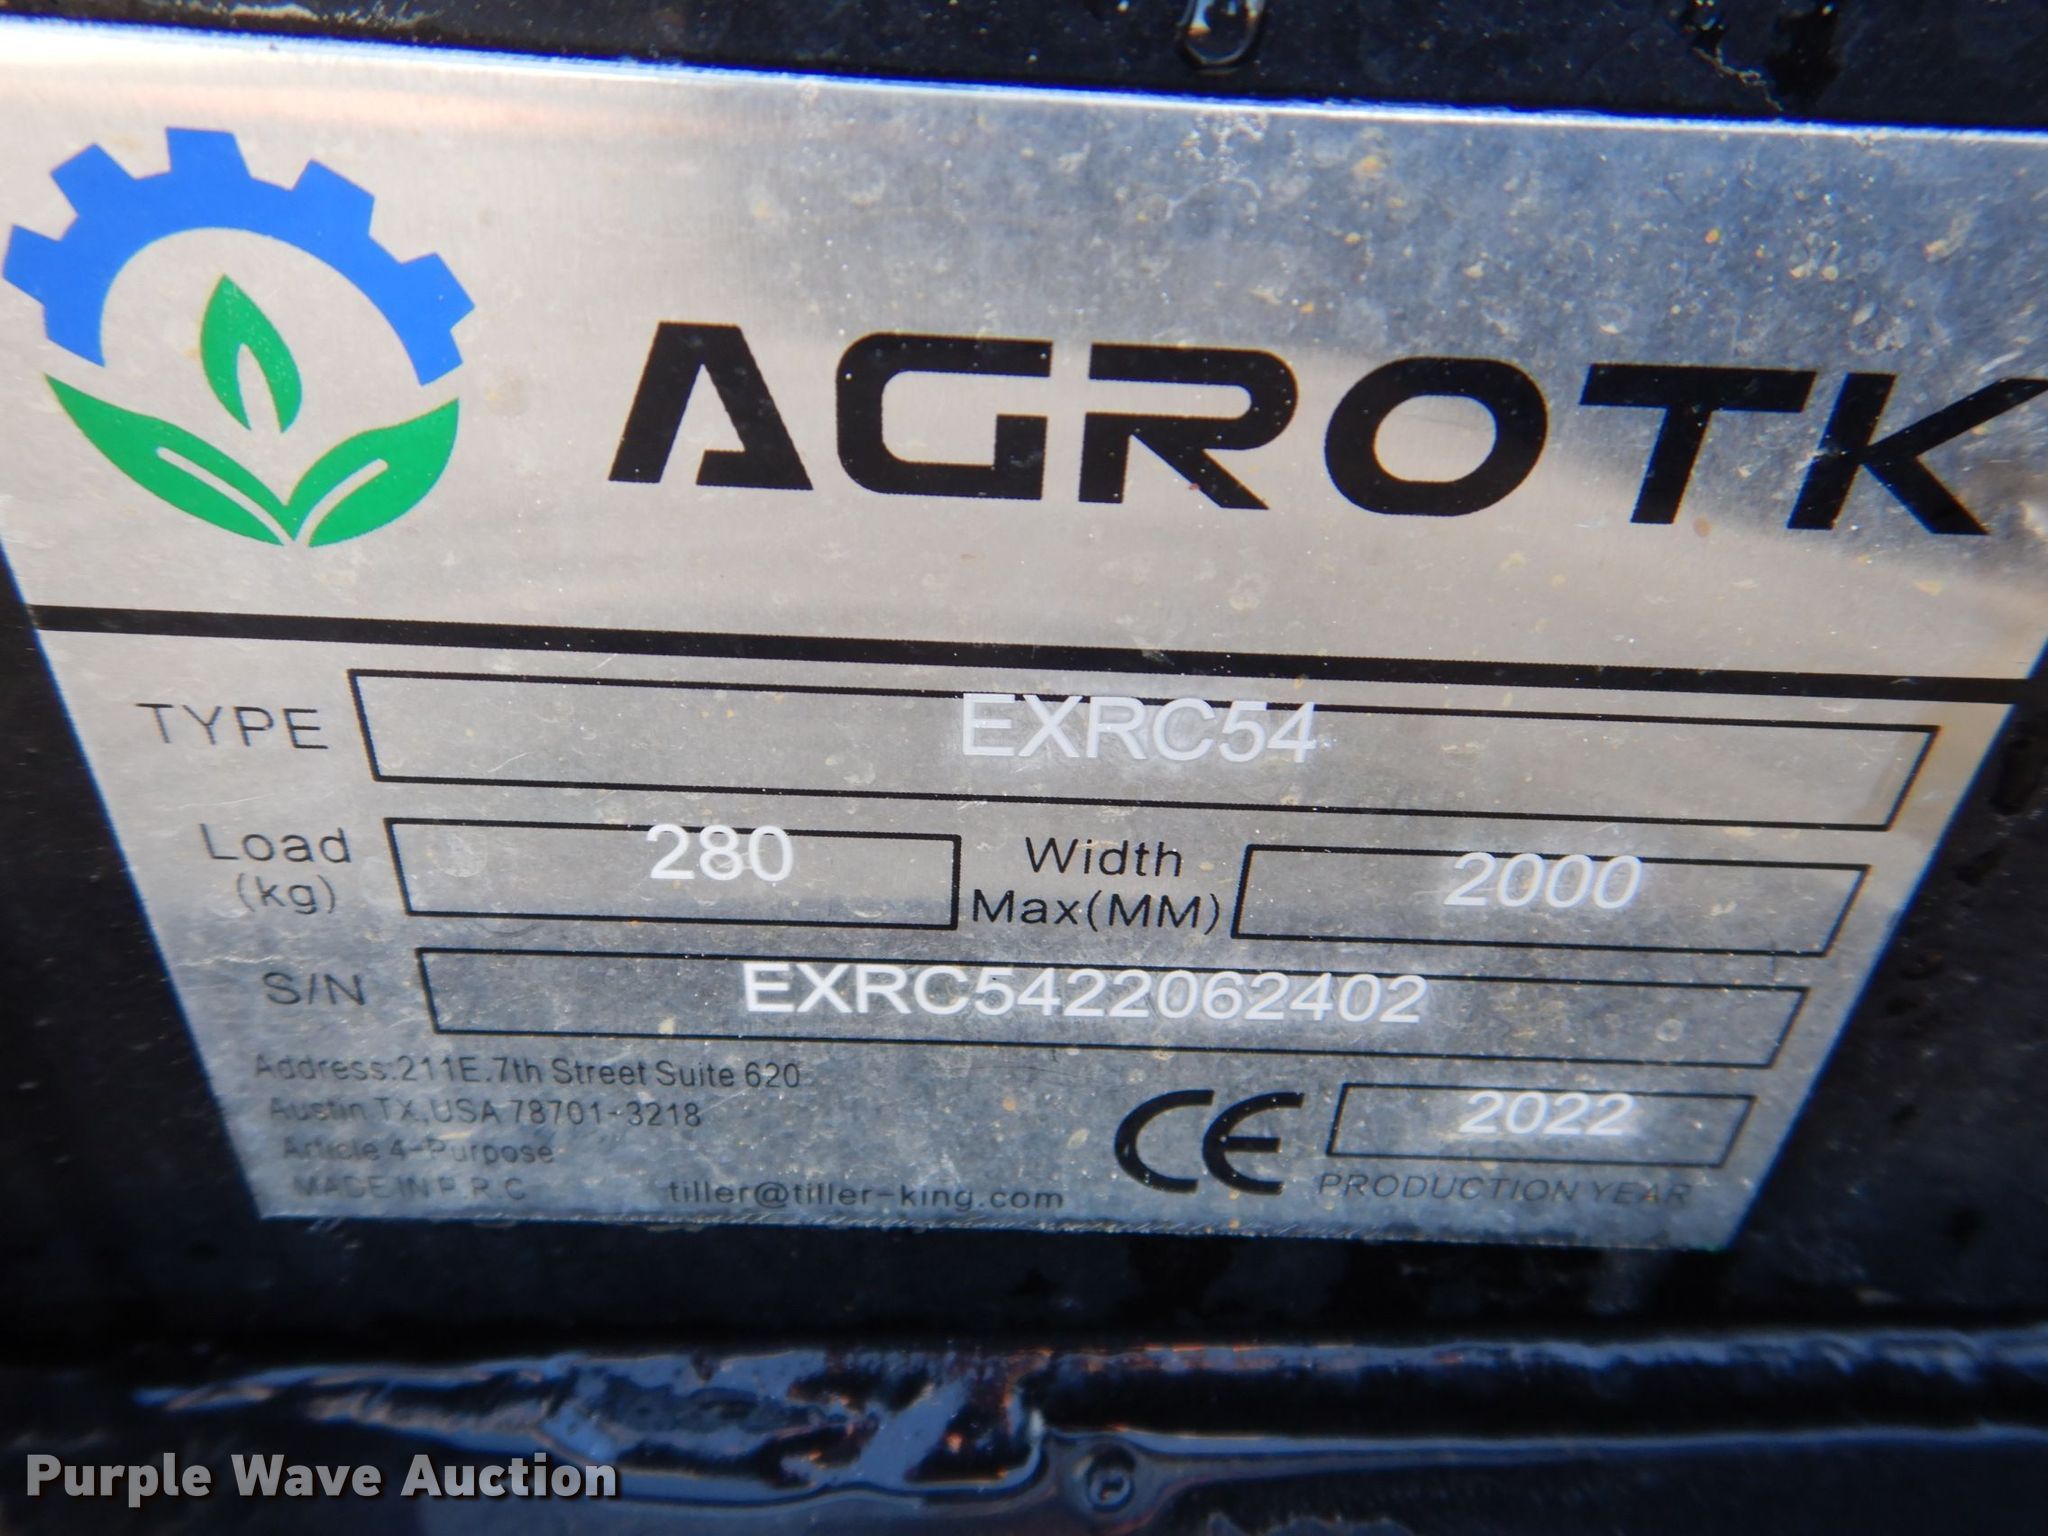 AGROTK
TYPE EXRC54
Load (kg) 280 Width Max(MM) 2000
S/N EXRC5422062402
Address:211E.7th Street Suite 620
Austin TX,USA 78701-3218
Article 4-Purpose
MADE IN P.R.C
tiller@tiller-king.com
CE
2022
PRODUCTION YEAR
Purple Wave Auction